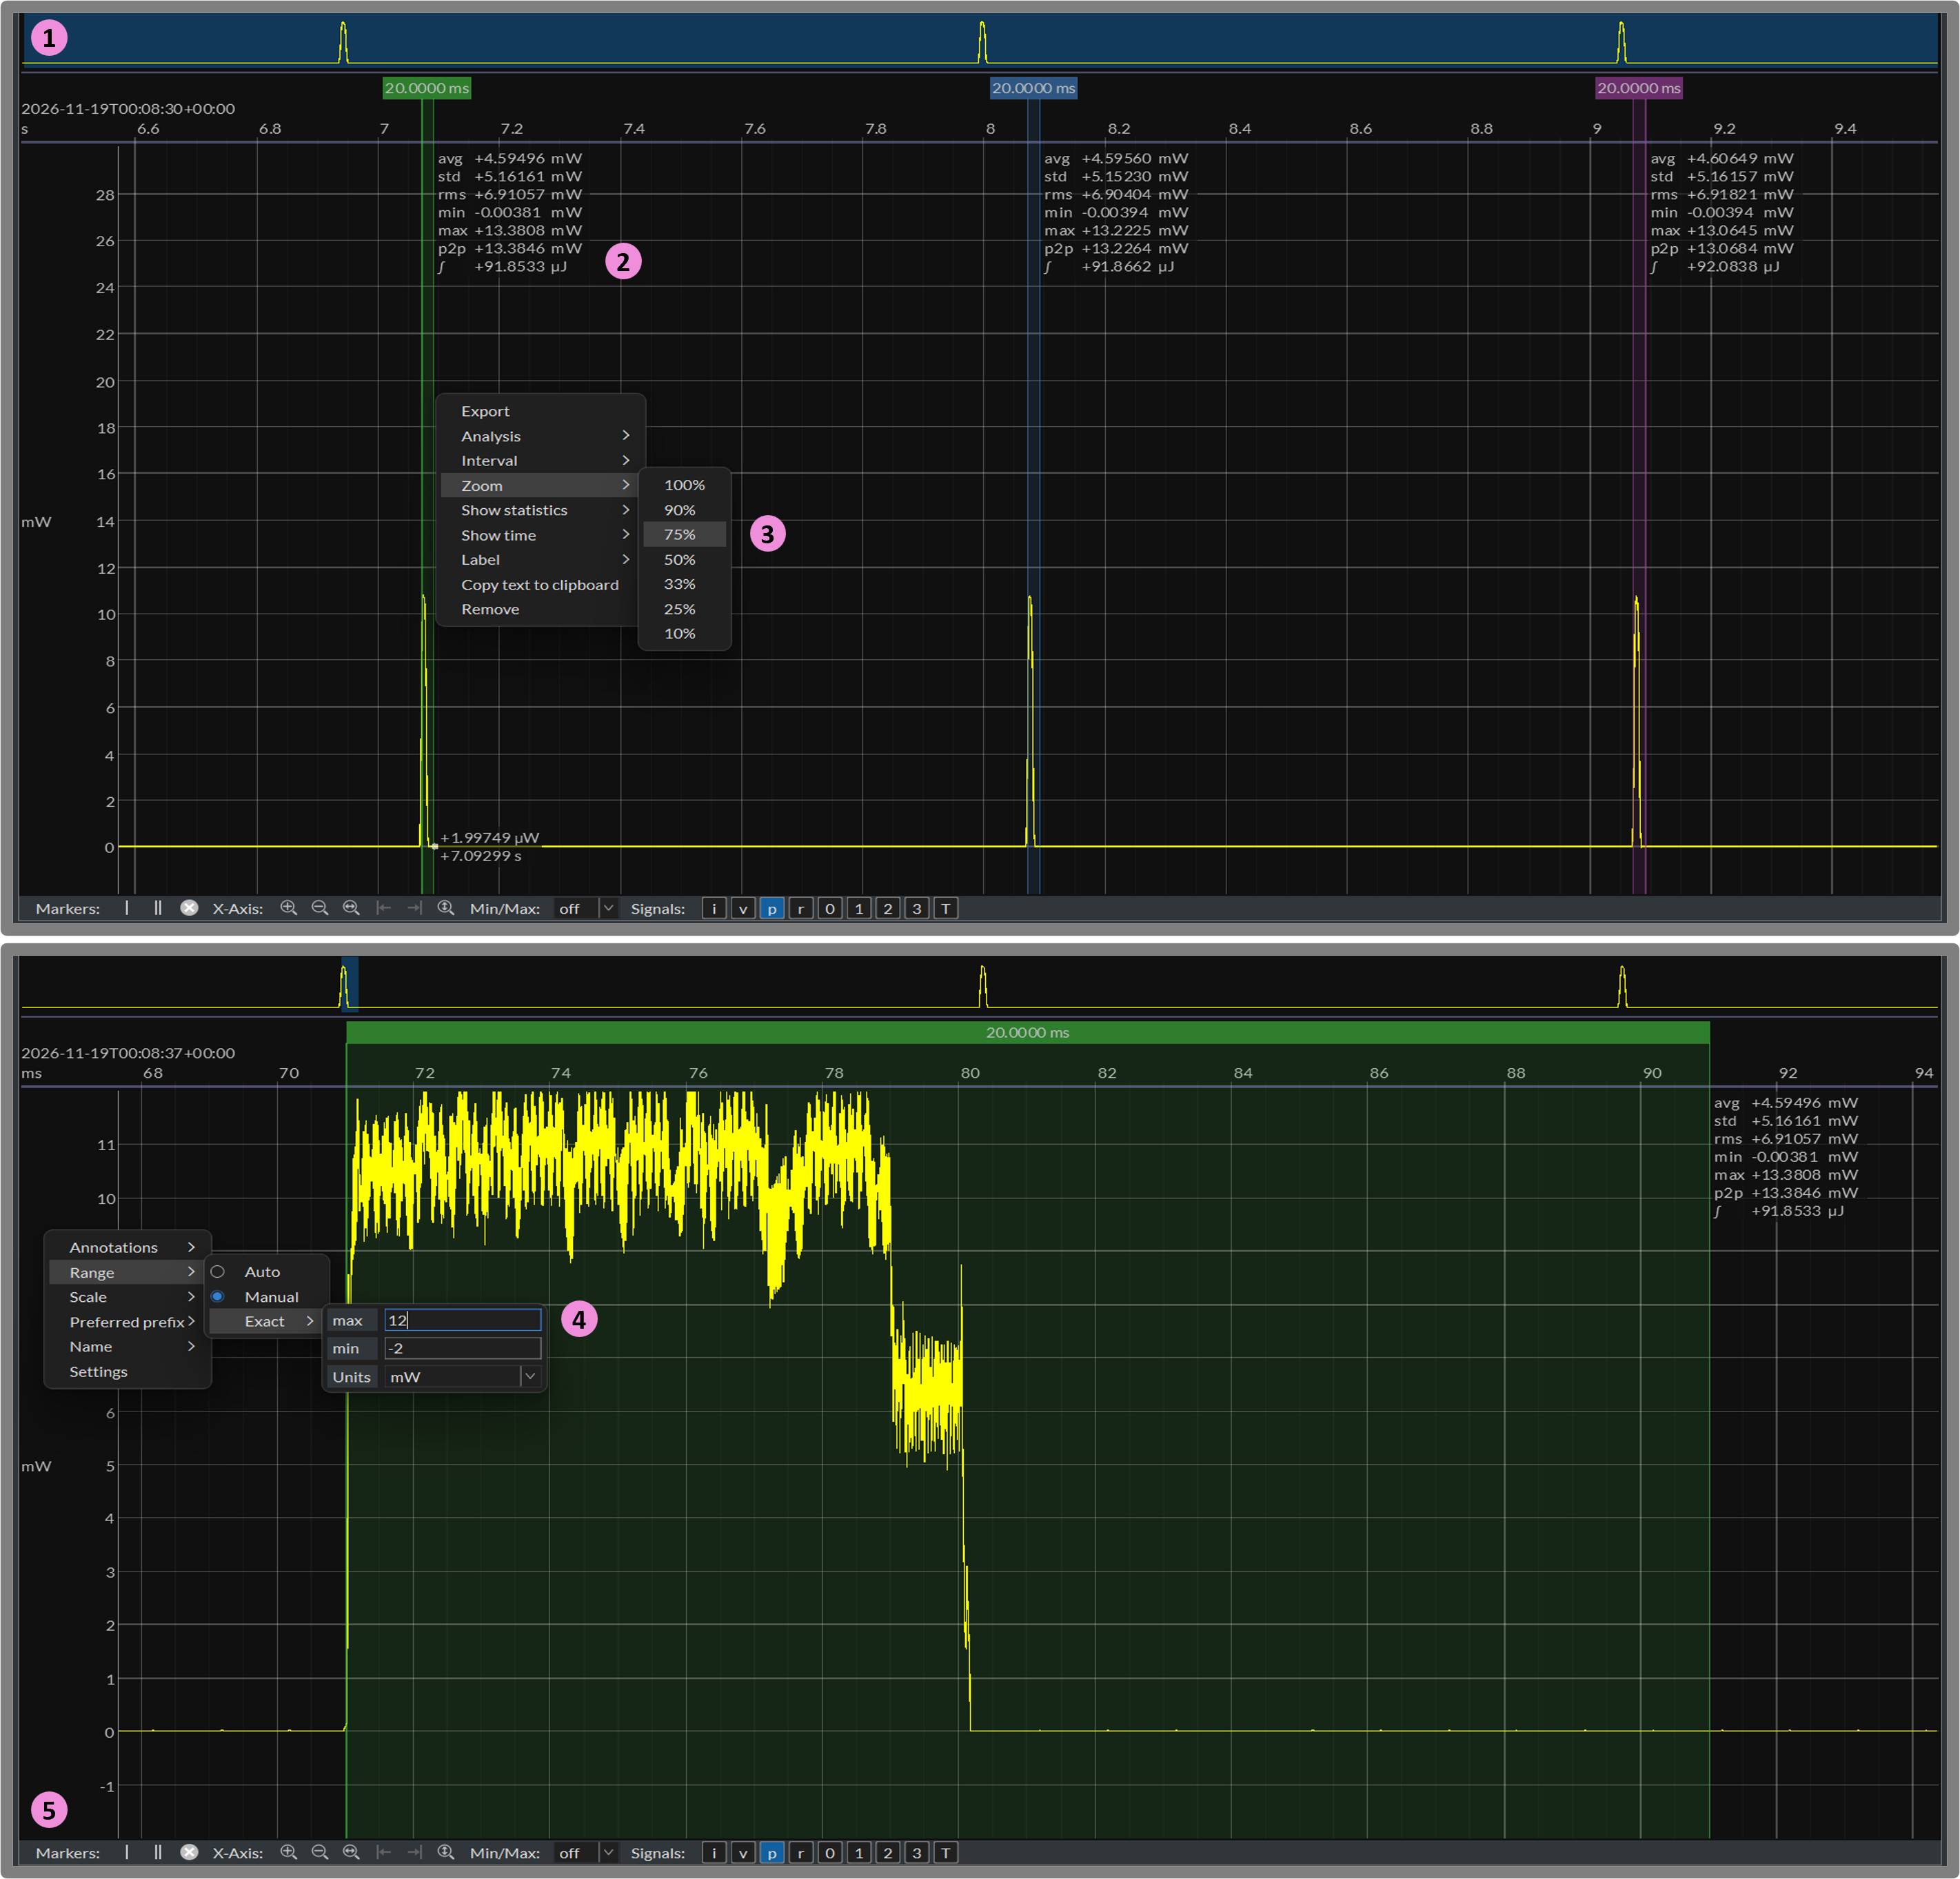 1
20.0000 ms 20.0000 ms 20.0000 ms
2026-11-19T00:08:30+00:00
s 6.6 6.8 7 7.2 7.4 7.6 7.8 8 8.2 8.4 8.6 8.8 9 9.2 9.4
avg +4.59496 mW
std +5.16161 mW
rms +6.91057 mW
min -0.00381 mW
max +13.3808 mW
p2p +13.3846 mW
∫ +91.8533 µJ
avg +4.59560 mW
std +5.15230 mW
rms +6.90404 mW
min -0.00394 mW
max +13.2225 mW
p2p +13.2264 mW
∫ +91.8662 µJ
avg +4.60649 mW
std +5.16157 mW
rms +6.91821 mW
min -0.00394 mW
max +13.0645 mW
p2p +13.0684 mW
∫ +92.0838 µJ
2
28
26
24
22
20
18
16
14
12
10
8
6
4
2
0
mW
Export
Analysis
Interval
Zoom
Show statistics
Show time
Label
Copy text to clipboard
Remove
100%
90%
75%
50%
33%
25%
10%
3
+1.99749 µW
+7.09299 s
Markers: X-Axis: Min/Max: off Signals: i v p r 0 1 2 3 T
20.0000 ms
2026-11-19T00:08:37+00:00
ms 68 70 72 74 76 78 80 82 84 86 88 90 92 94
avg +4.59496 mW
std +5.16161 mW
rms +6.91057 mW
min -0.00381 mW
max +13.3808 mW
p2p +13.3846 mW
∫ +91.8533 µJ
11
10
Annotations
Range
Scale
Preferred prefix
Name
Settings
Auto
Manual
Exact
max 12
min -2
Units mW
4
6
mW
5
4
3
2
1
0
-1
5
Markers: X-Axis: Min/Max: off Signals: i v p r 0 1 2 3 T